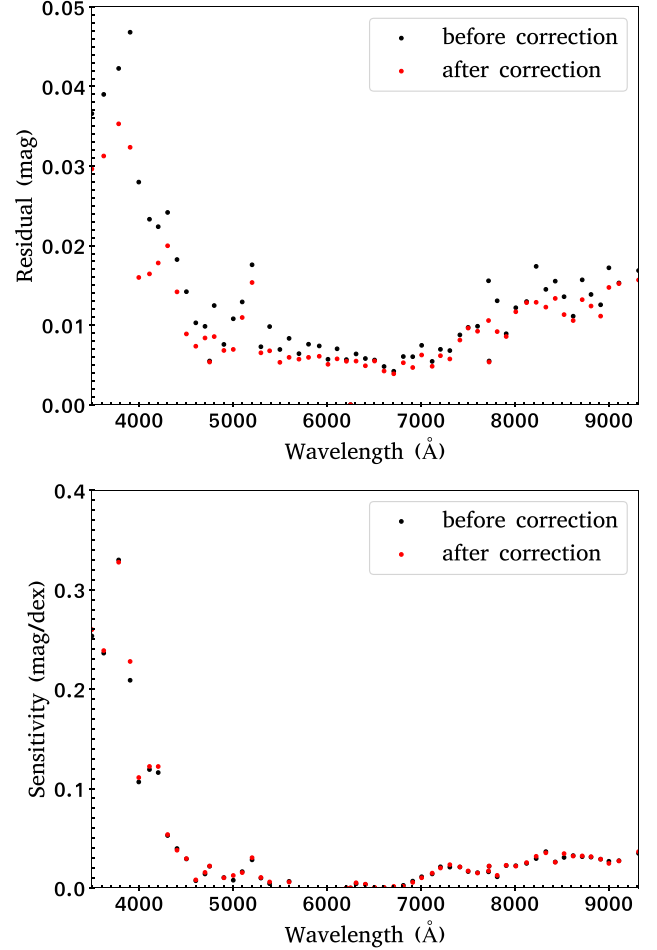 0.05
0.04
0.03
0.02
0.01
0.00
Residual (mag)
before correction
after correction
4000 5000 6000 7000 8000 9000
Wavelength (Å)
0.4
0.3
0.2
0.1
0.0
Sensitivity (mag/dex)
before correction
after correction
4000 5000 6000 7000 8000 9000
Wavelength (Å)